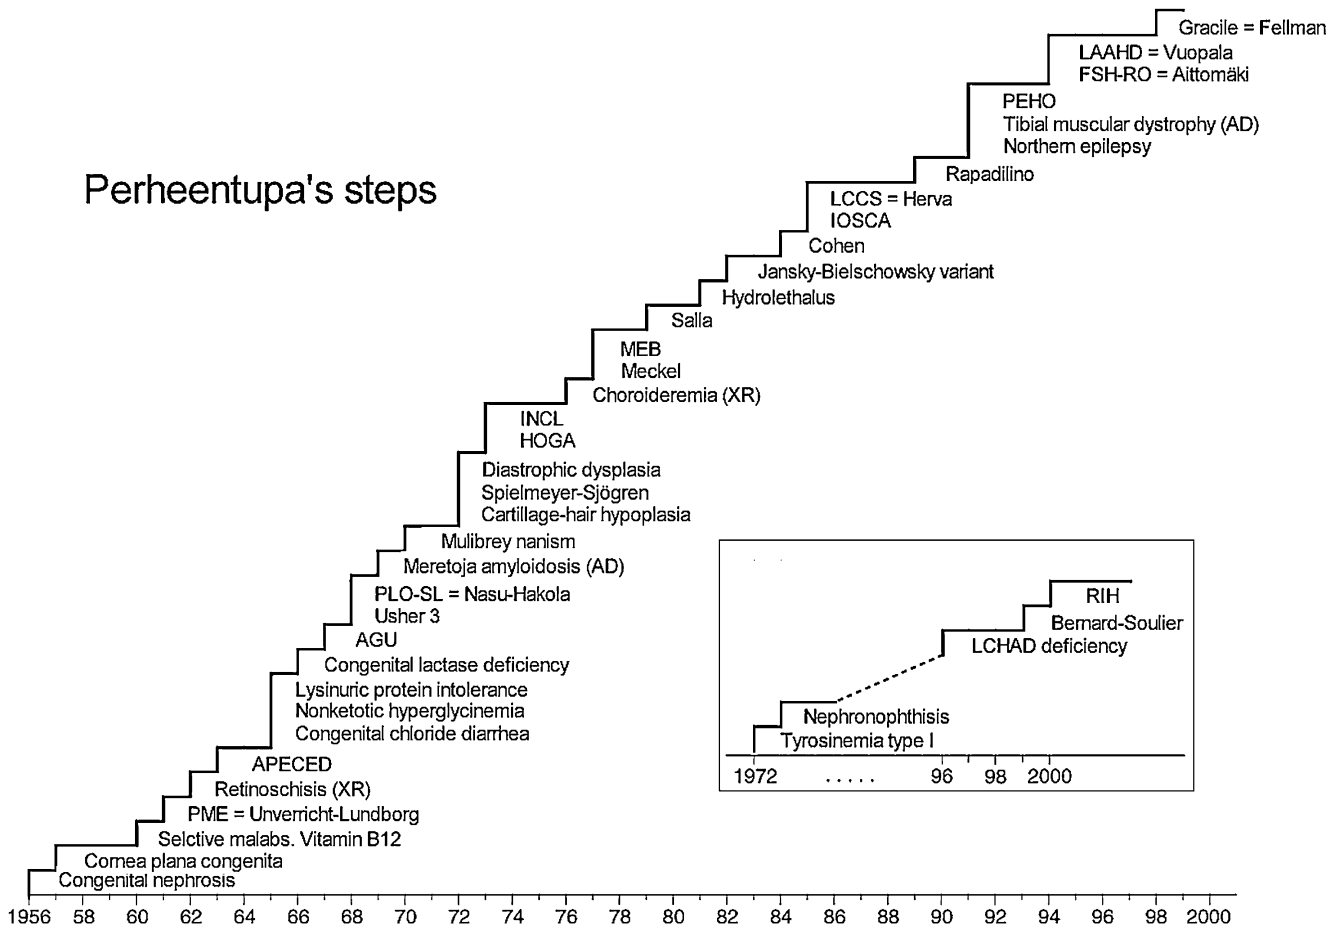 Gracile = Fellman
LAAHD = Vuopala
FSH-RO = Aittomäki
PEHO
Tibial muscular dystrophy (AD)
Northern epilepsy
Rapadilino
Perheentupa's steps
LCCS = Herva
IOSCA
Cohen
Jansky-Bielschowsky variant
Hydrolethalus
Salla
MEB
Meckel
Choroideremia (XR)
INCL
HOGA
Diastrophic dysplasia
Spielmeyer-Sjögren
Cartillage-hair hypoplasia
Mulibrey nanism
Meretoja amyloidosis (AD)
PLO-SL = Nasu-Hakola
Usher 3
AGU
Congenital lactase deficiency
Lysinuric protein intolerance
Nonketotic hyperglycinemia
Congenital chloride diarrhea
APECED
Retinoschisis (XR)
PME = Unverricht-Lundborg
Selctive malabs. Vitamin B12
Cornea plana congenita
Congenital nephrosis
1956 58 60 62 64 66 68 70 72 74 76 78 80 82 84 86 88 90 92 94 96 98 2000
RIH
Bernard-Soulier
LCHAD deficiency
Nephronophthisis
Tyrosinemia type I
1972 ..... 96 98 2000